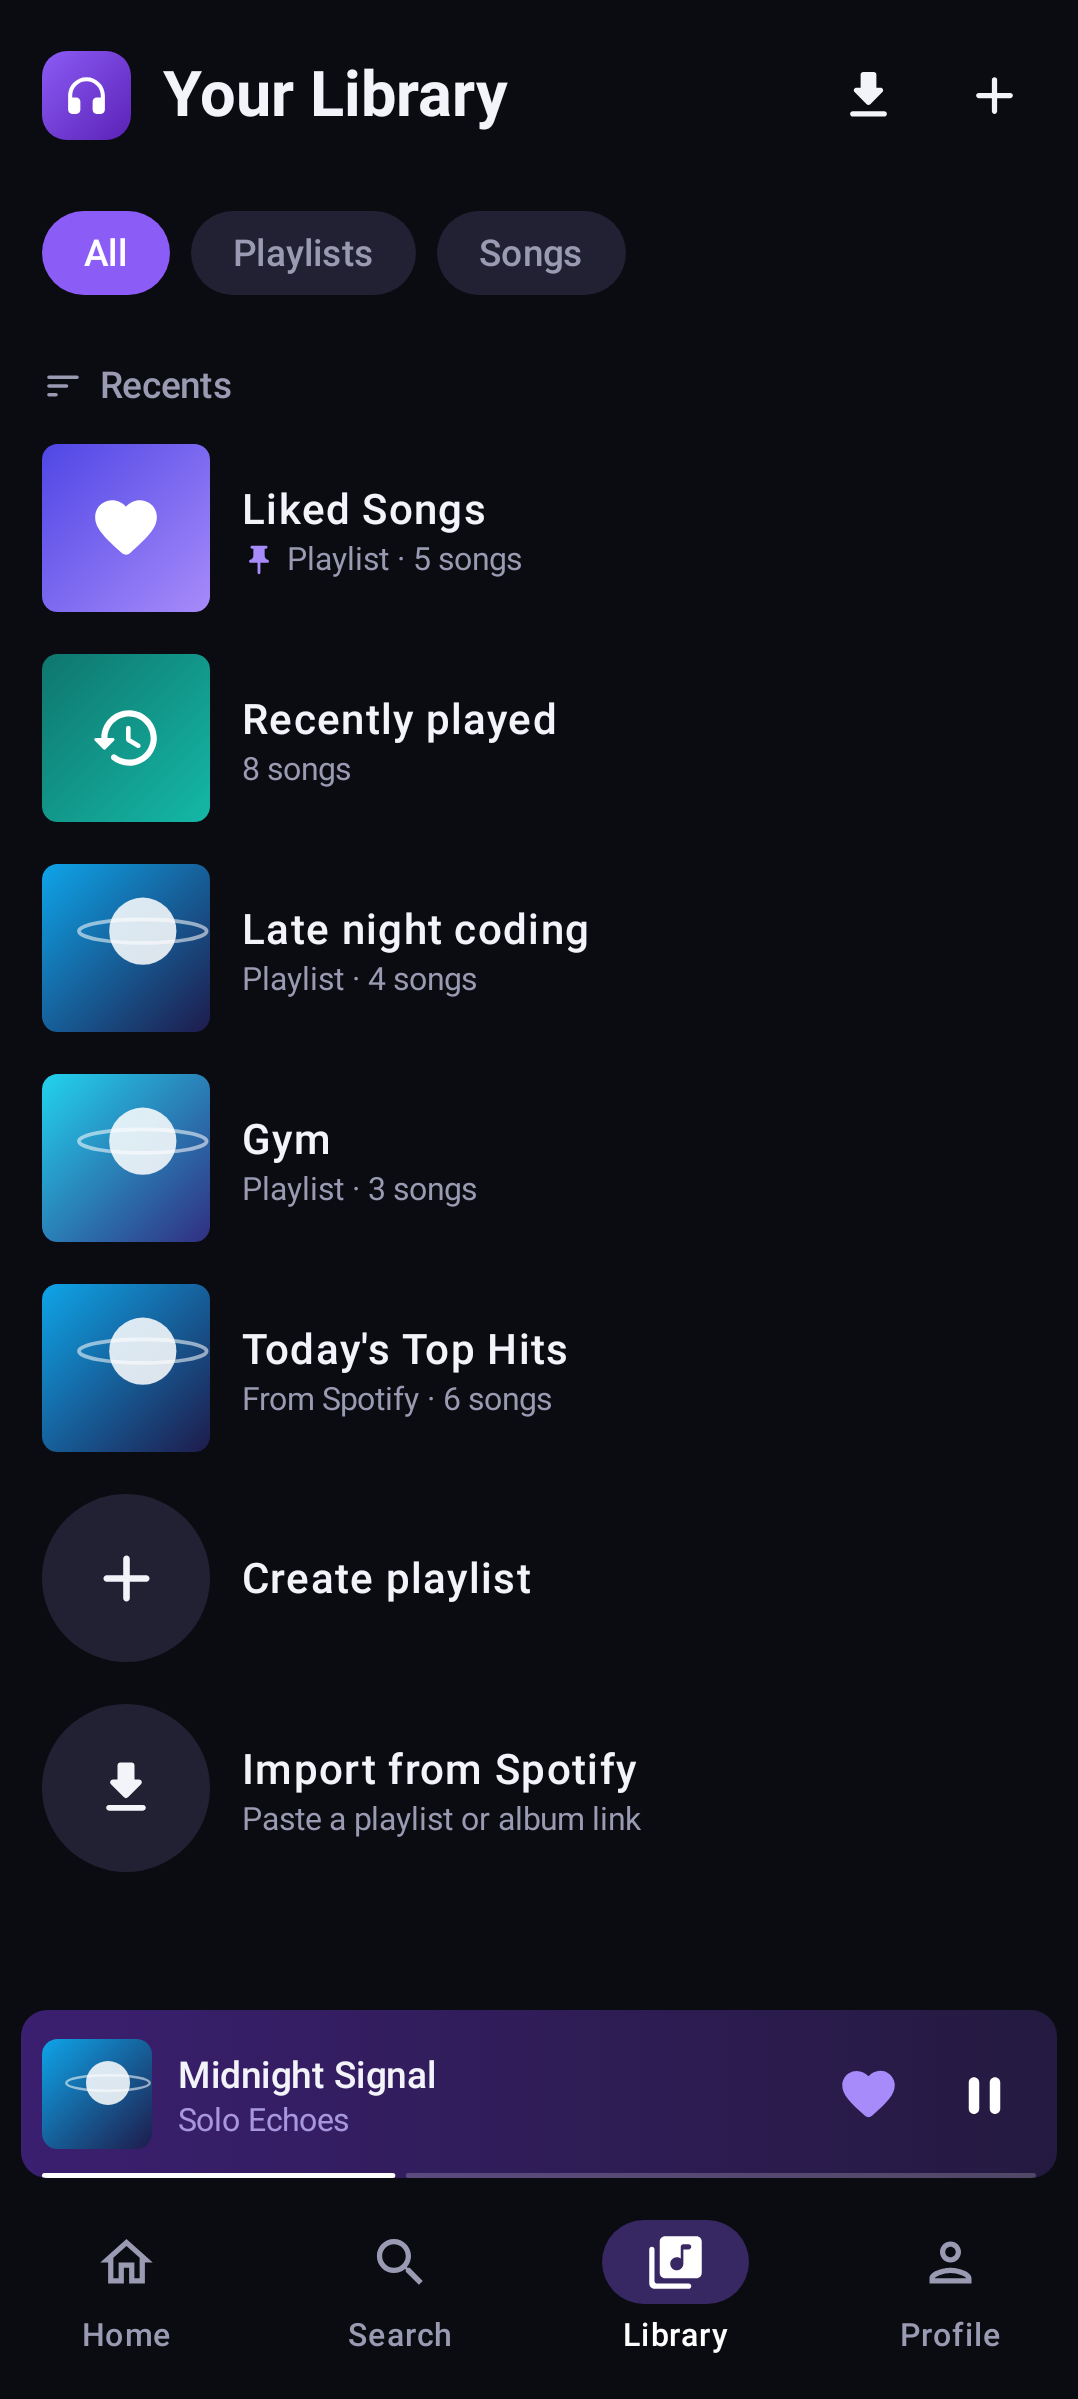 Your Library
All
Playlists
Songs
Recents
Liked Songs
Playlist · 5 songs
Recently played
8 songs
Late night coding
Playlist · 4 songs
Gym
Playlist · 3 songs
Today's Top Hits
From Spotify · 6 songs
Create playlist
Import from Spotify
Paste a playlist or album link
Midnight Signal
Solo Echoes
Home
Search
Library
Profile